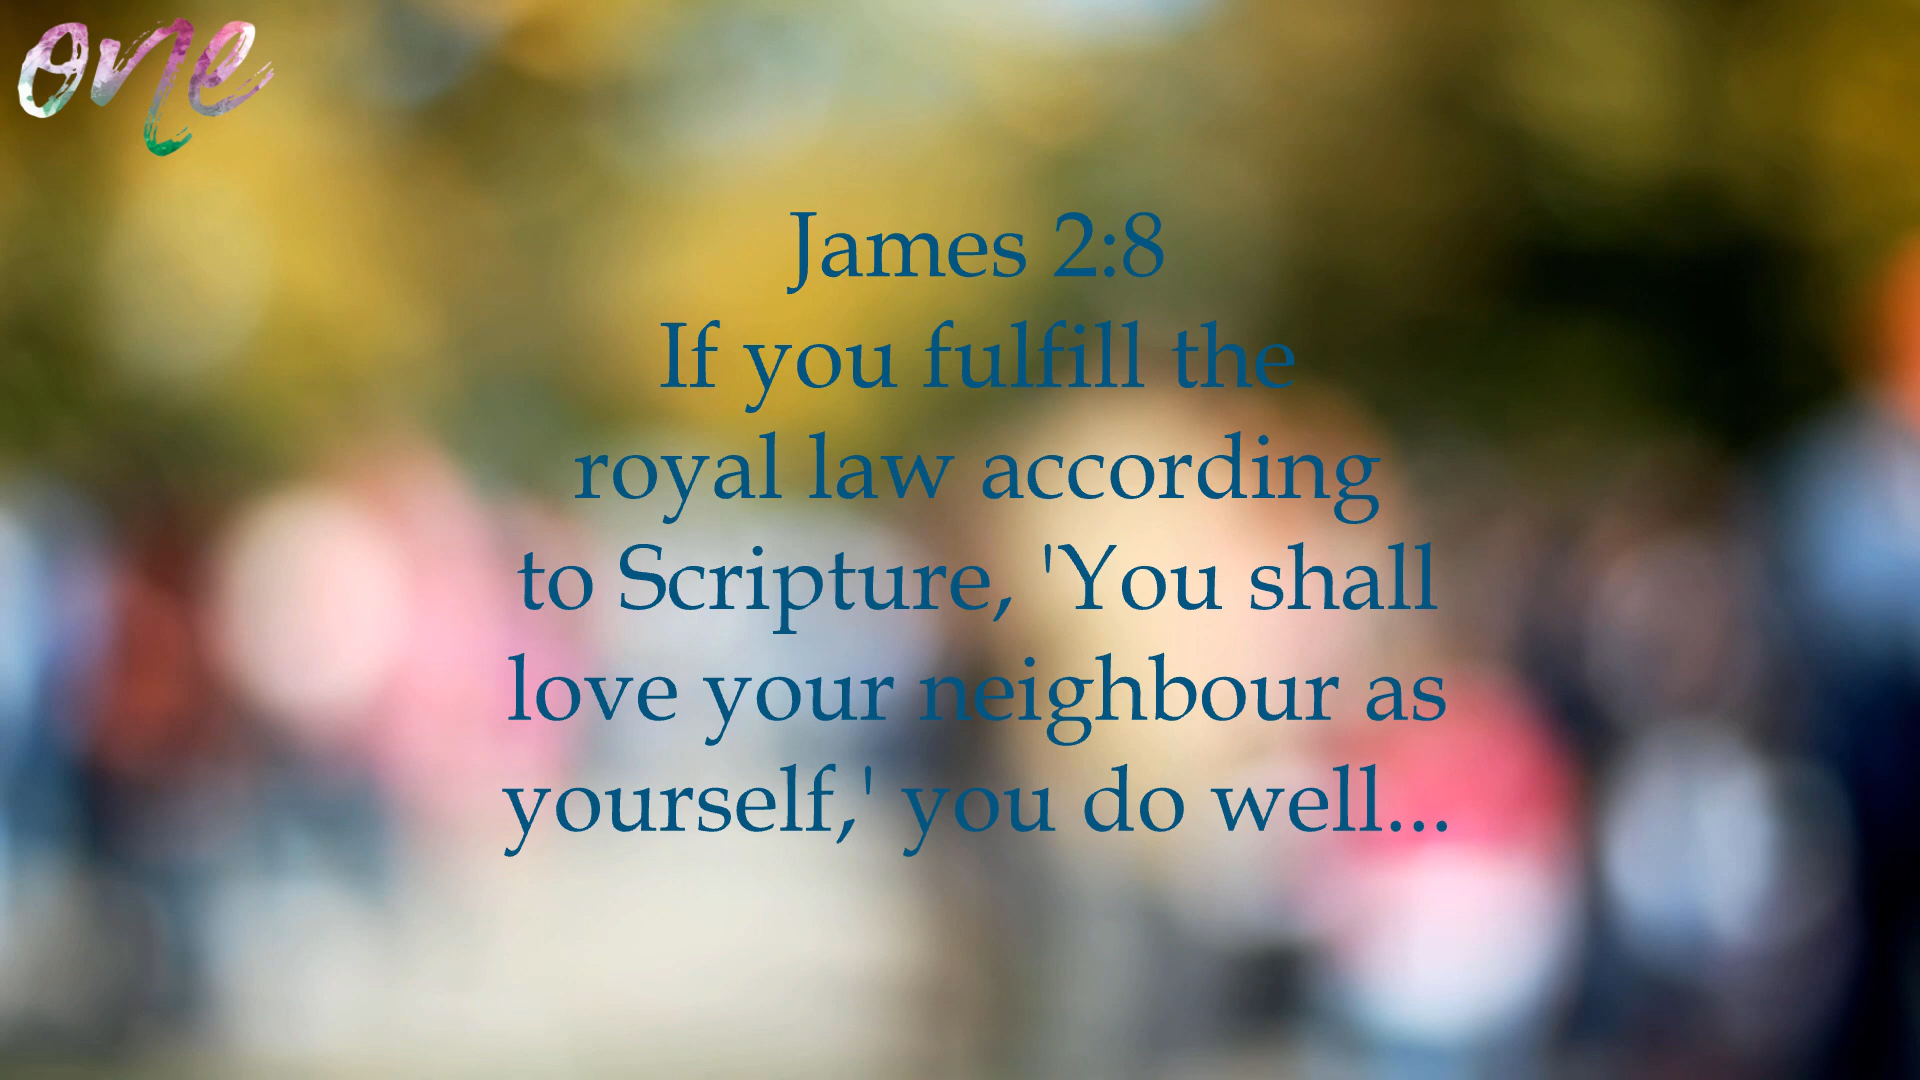 one
James 2:8
If you fulfill the
royal law according
to Scripture, 'You shall
love your neighbour as
yourself,' you do well...